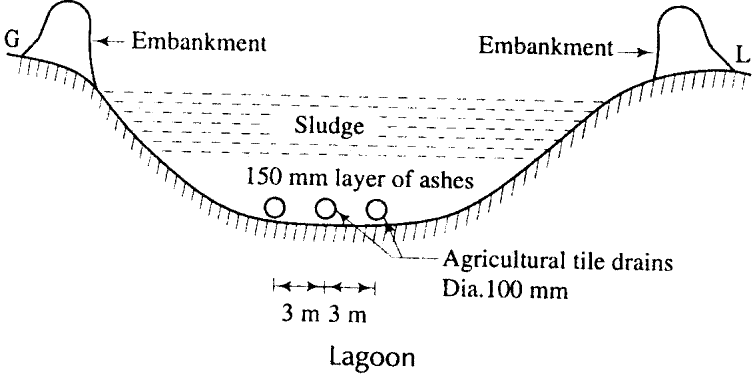 G
Embankment
Embankment
L
Sludge
150 mm layer of ashes
Agricultural tile drains
Dia.100 mm
3 m 3 m
Lagoon